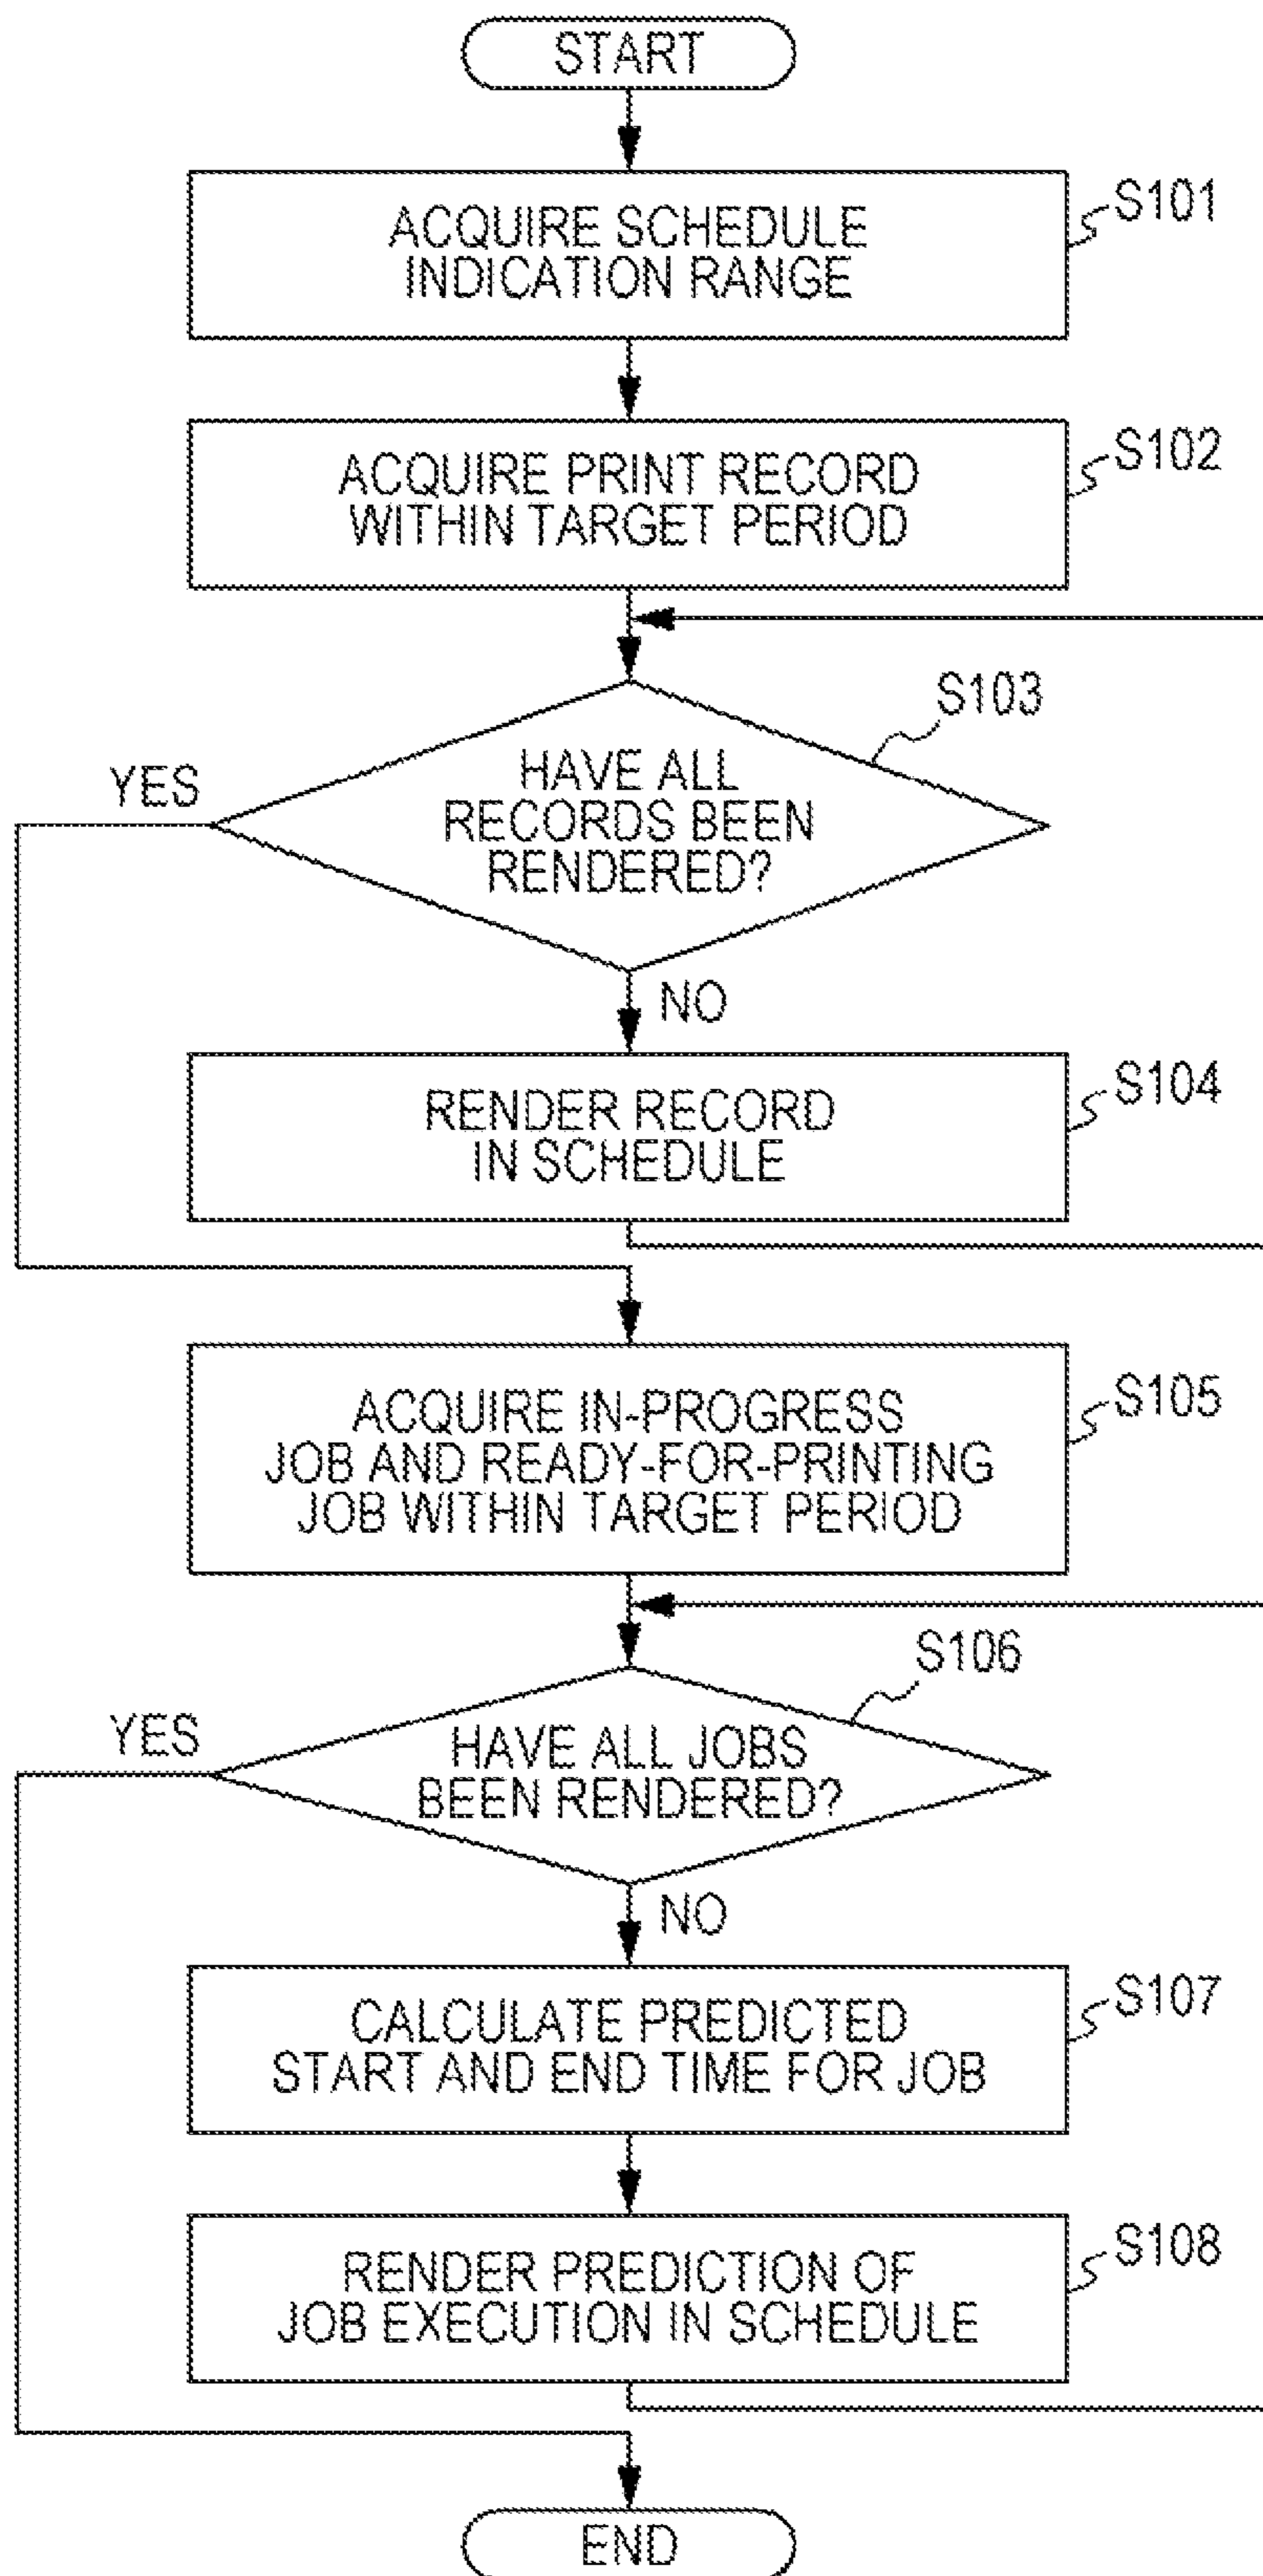 START
ACQUIRE SCHEDULE
INDICATION RANGE
S101
ACQUIRE PRINT RECORD
WITHIN TARGET PERIOD
S102
S103
HAVE ALL
RECORDS BEEN
RENDERED?
YES
NO
RENDER RECORD
IN SCHEDULE
S104
ACQUIRE IN-PROGRESS
JOB AND READY-FOR-PRINTING
JOB WITHIN TARGET PERIOD
S105
S106
HAVE ALL JOBS
BEEN RENDERED?
YES
NO
CALCULATE PREDICTED
START AND END TIME FOR JOB
S107
RENDER PREDICTION OF
JOB EXECUTION IN SCHEDULE
S108
END